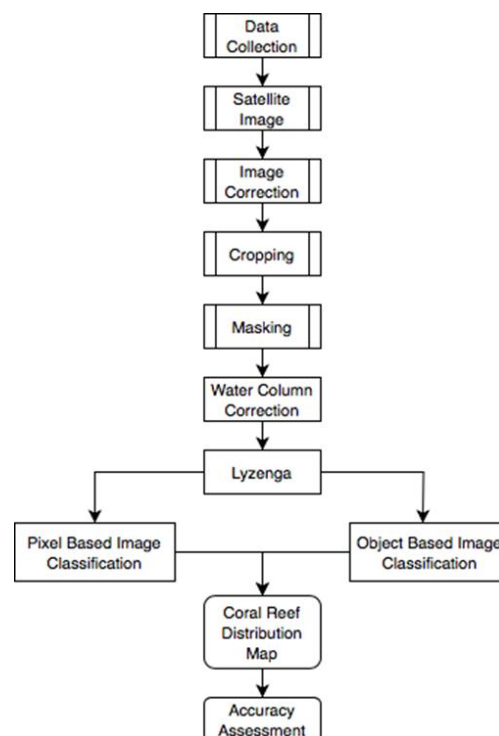 Data
Collection
Satellite
Image
Image
Correction
Cropping
Masking
Water Column
Correction
Lyzenga
Pixel Based Image
Classification
Object Based Image
Classification
Coral Reef
Distribution
Map
Accuracy
Assessment